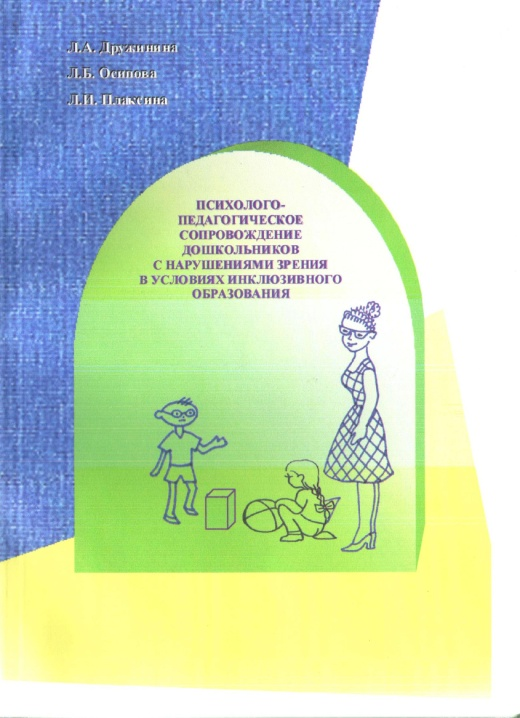 Л.А. Дружинина
Л.Б. Осипова
Л.И. Плаксина
ПСИХОЛОГО-
ПЕДАГОГИЧЕСКОЕ
СОПРОВОЖДЕНИЕ
ДОШКОЛЬНИКОВ
С НАРУШЕНИЯМИ ЗРЕНИЯ
В УСЛОВИЯХ ИНКЛЮЗИВНОГО
ОБРАЗОВАНИЯ